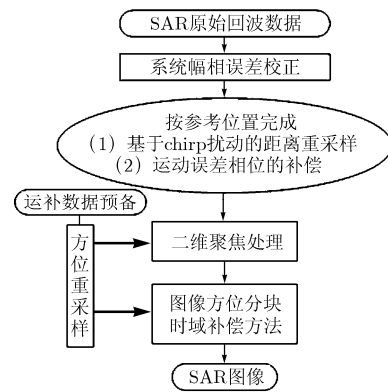 SAR原始回波数据
系统幅相误差校正
按参考位置完成
(1) 基于chirp扰动的距离重采样
(2) 运动误差相位的补偿
运补数据预备
方位重采样
二维聚焦处理
图像方位分块
时域补偿方法
SAR图像